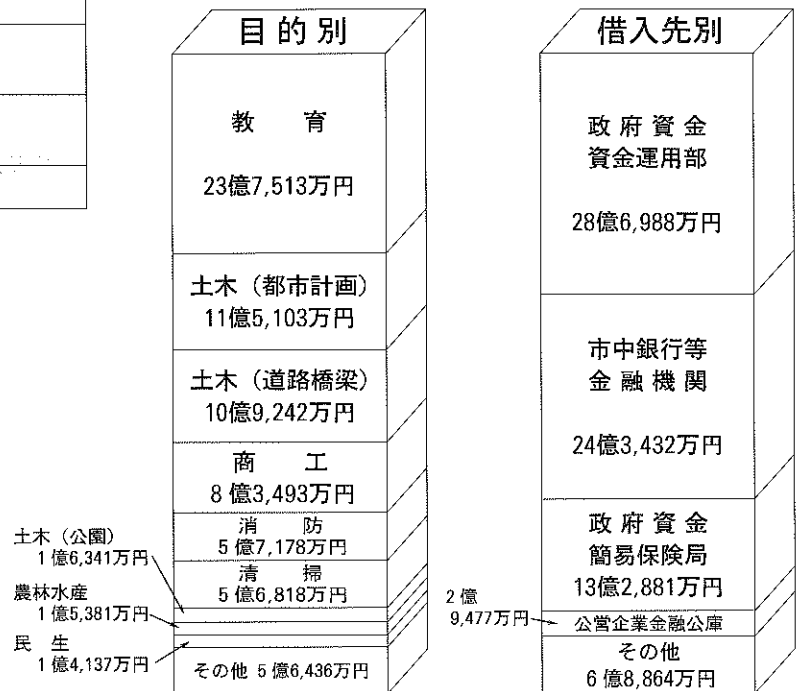 目的別
教育
23億7,513万円
土木（都市計画）
11億5,103万円
土木（道路橋梁）
10億9,242万円
商工
8億3,493万円
消防
5億7,178万円
清掃
5億6,818万円
土木（公園）
1億6,341万円
農林水産
1億5,381万円
民生
1億4,137万円
その他 5億6,436万円
借入先別
政府資金
資金運用部
28億6,988万円
市中銀行等
金融機関
24億3,432万円
政府資金
簡易保険局
13億2,881万円
2億
9,477万円
公営企業金融公庫
その他
6億8,864万円